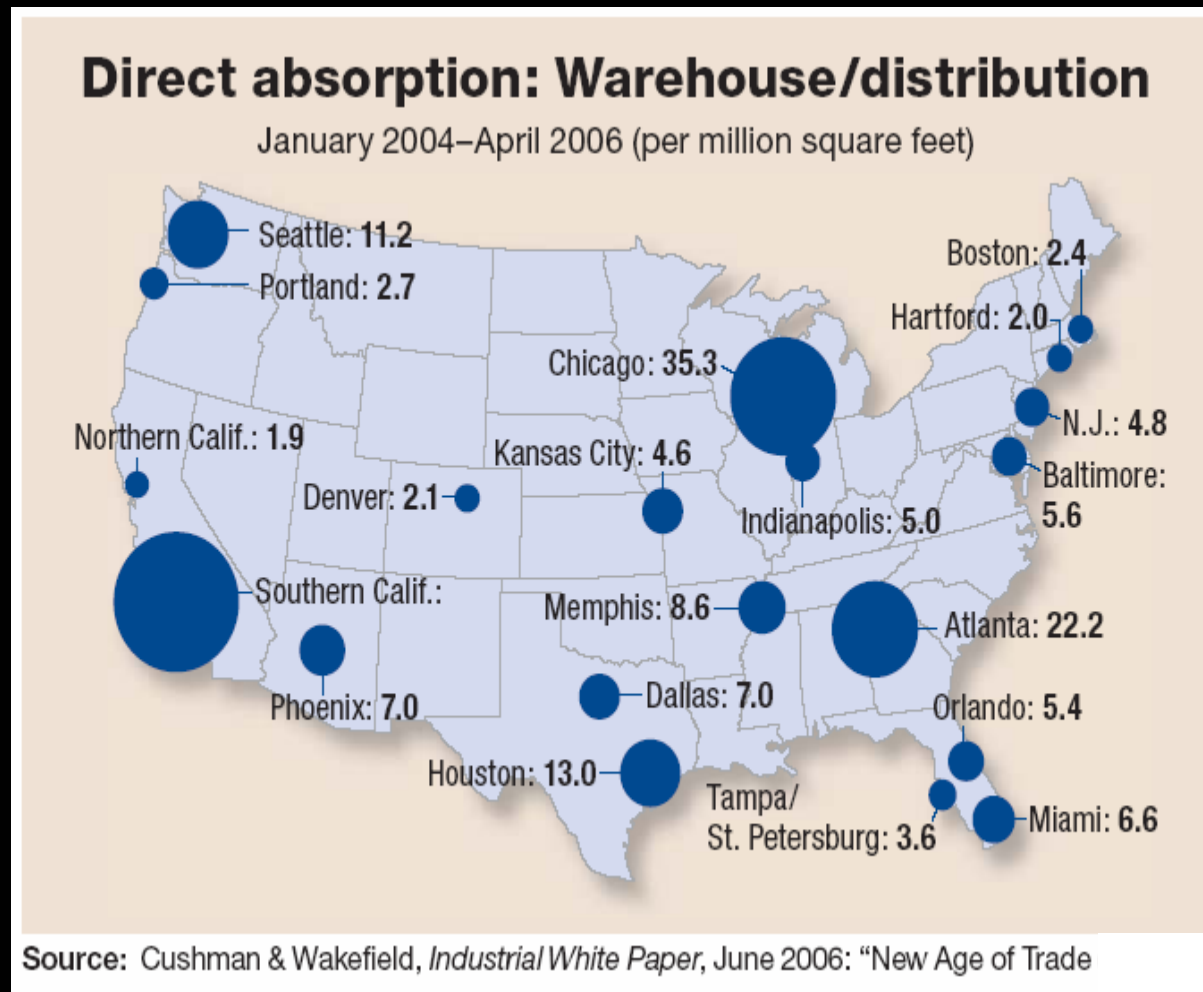 Direct absorption: Warehouse/distribution
January 2004–April 2006 (per million square feet)
Seattle: 11.2
Portland: 2.7
Boston: 2.4
Hartford: 2.0
Chicago: 35.3
N.J.: 4.8
Northern Calif.: 1.9
Kansas City: 4.6
Baltimore:
5.6
Denver: 2.1
Indianapolis: 5.0
Southern Calif.:
Memphis: 8.6
Atlanta: 22.2
Phoenix: 7.0
Dallas: 7.0
Orlando: 5.4
Houston: 13.0
Tampa/
St. Petersburg: 3.6
Miami: 6.6
Source: Cushman & Wakefield, Industrial White Paper, June 2006: “New Age of Trade